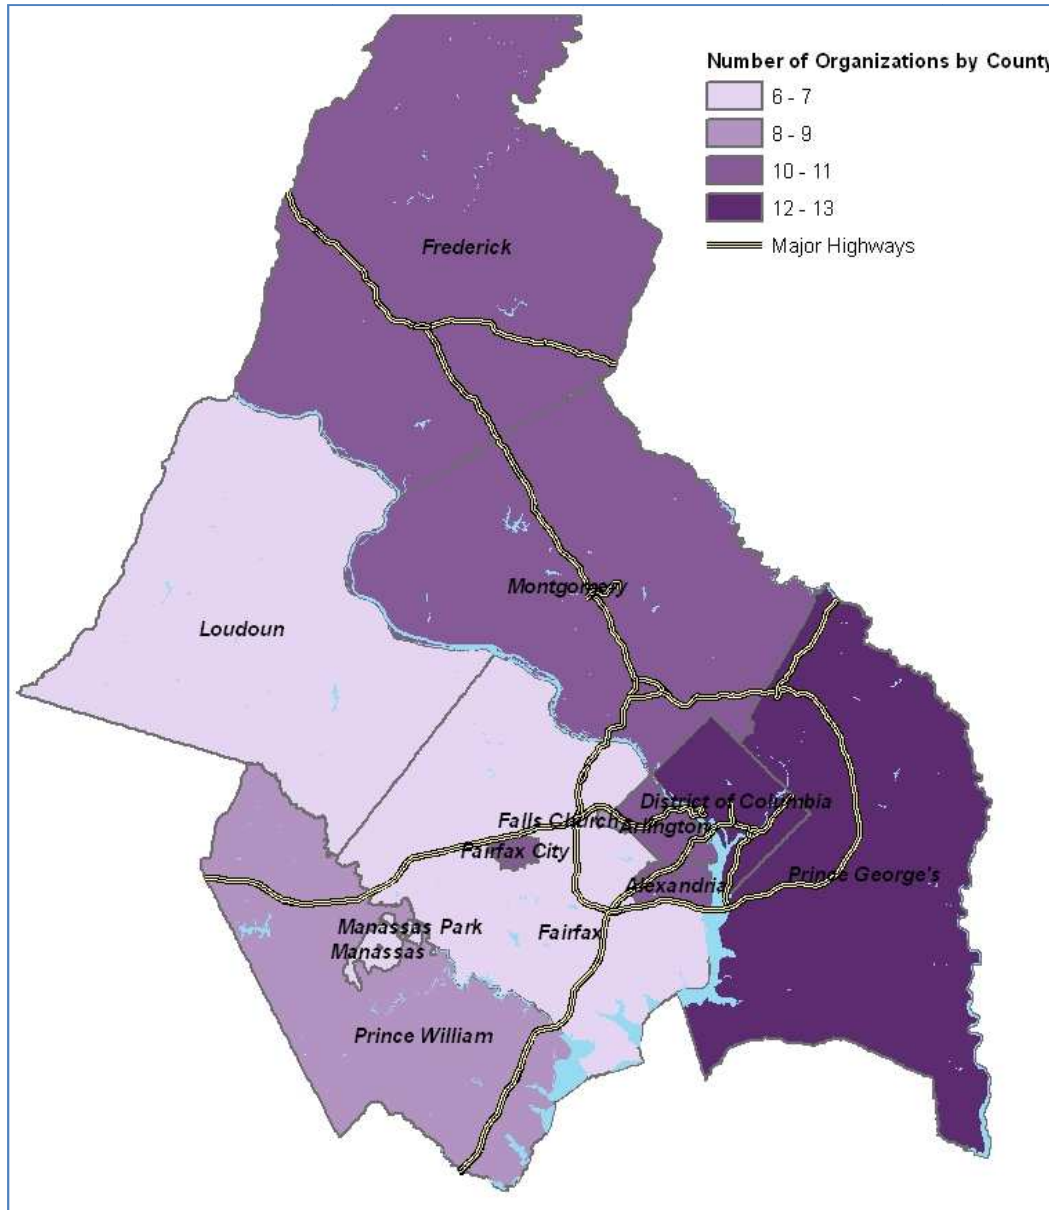 Number of Organizations by County
6 - 7
8 - 9
10 - 11
12 - 13
Major Highways
Frederick
Montgomery
Loudoun
District of Columbia
Falls Church
Arlington
Fairfax City
Prince George's
Alexandria
Manassas Park
Fairfax
Manassas
Prince William